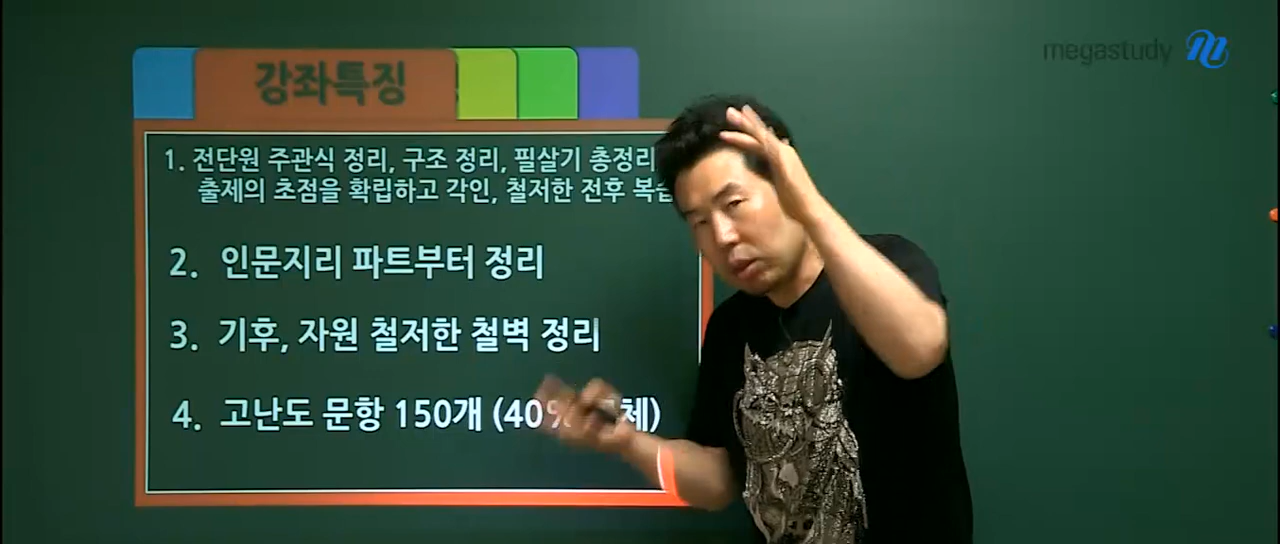 megastudy
강좌특징
1. 전단원 주관식 정리, 구조 정리, 필살기 총정리
출제의 초점을 확립하고 각인, 철저한 전후
2. 인문지리 파트부터 정리
3. 기후, 자원 철저한 철벽 정리
4. 고난도 문항 150개 (40%